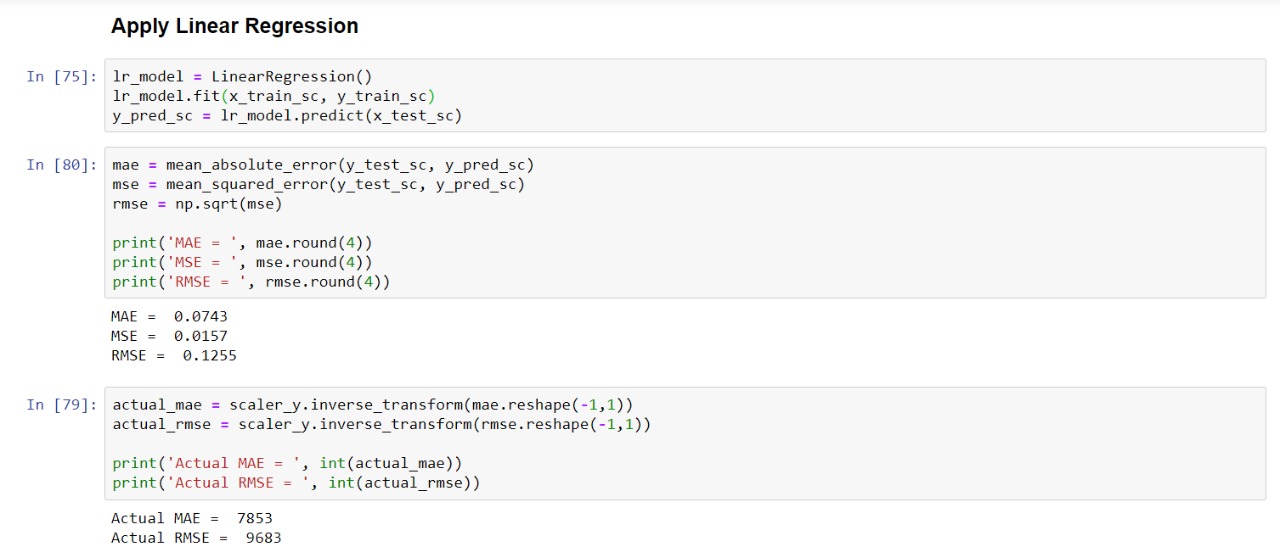 Apply Linear Regression
In [75]:
lr_model = LinearRegression()
lr_model.fit(x_train_sc, y_train_sc)
y_pred_sc = lr_model.predict(x_test_sc)
In [80]:
mae = mean_absolute_error(y_test_sc, y_pred_sc)
mse = mean_squared_error(y_test_sc, y_pred_sc)
rmse = np.sqrt(mse)
print('MAE = ', mae.round(4))
print('MSE = ', mse.round(4))
print('RMSE = ', rmse.round(4))
MAE =  0.0743
MSE =  0.0157
RMSE =  0.1255
In [79]:
actual_mae = scaler_y.inverse_transform(mae.reshape(-1,1))
actual_rmse = scaler_y.inverse_transform(rmse.reshape(-1,1))
print('Actual MAE = ', int(actual_mae))
print('Actual RMSE = ', int(actual_rmse))
Actual MAE =  7853
Actual RMSE =  9683